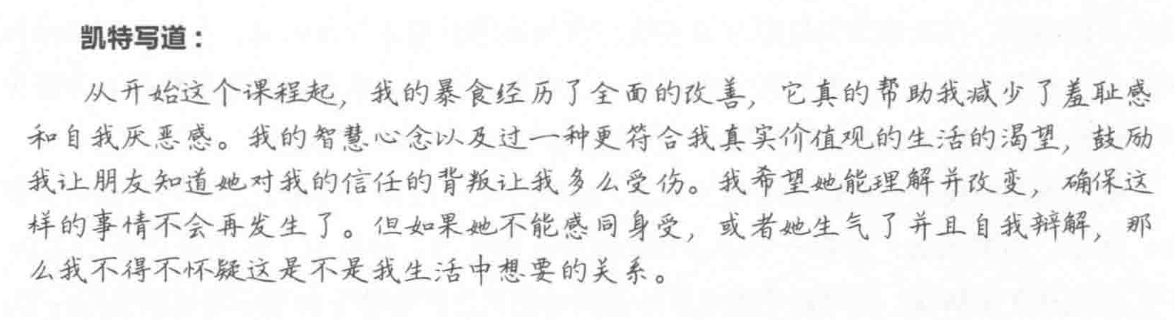 凯特写道：
从开始这个课程起，我的暴食经历了全面的改善，它真的帮助我减少了羞耻感
和自我厌恶感。我的智慧心念以及过一种更符合我真实价值观的生活的渴望，鼓励
我让朋友知道她对我的信任的背叛让我多么受伤。我希望她能理解并改变，确保这
样的事情不会再发生了。但如果她不能感同身受，或者她生气了并且自我辩解，那
么我不得不怀疑这是不是我生活中想要的关系。